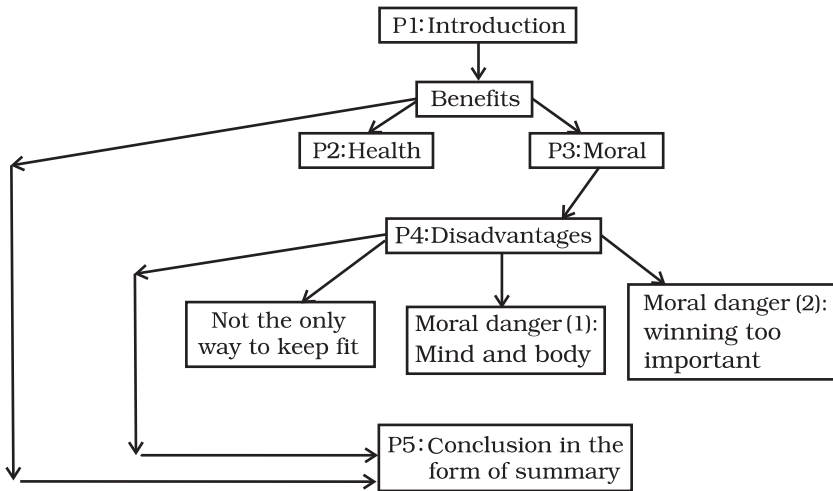 P1:Introduction
Benefits
P2:Health
P3:Moral
P4:Disadvantages
Not the only
way to keep fit
Moral danger (1):
Mind and body
Moral danger (2):
winning too
important
P5:Conclusion in the
form of summary